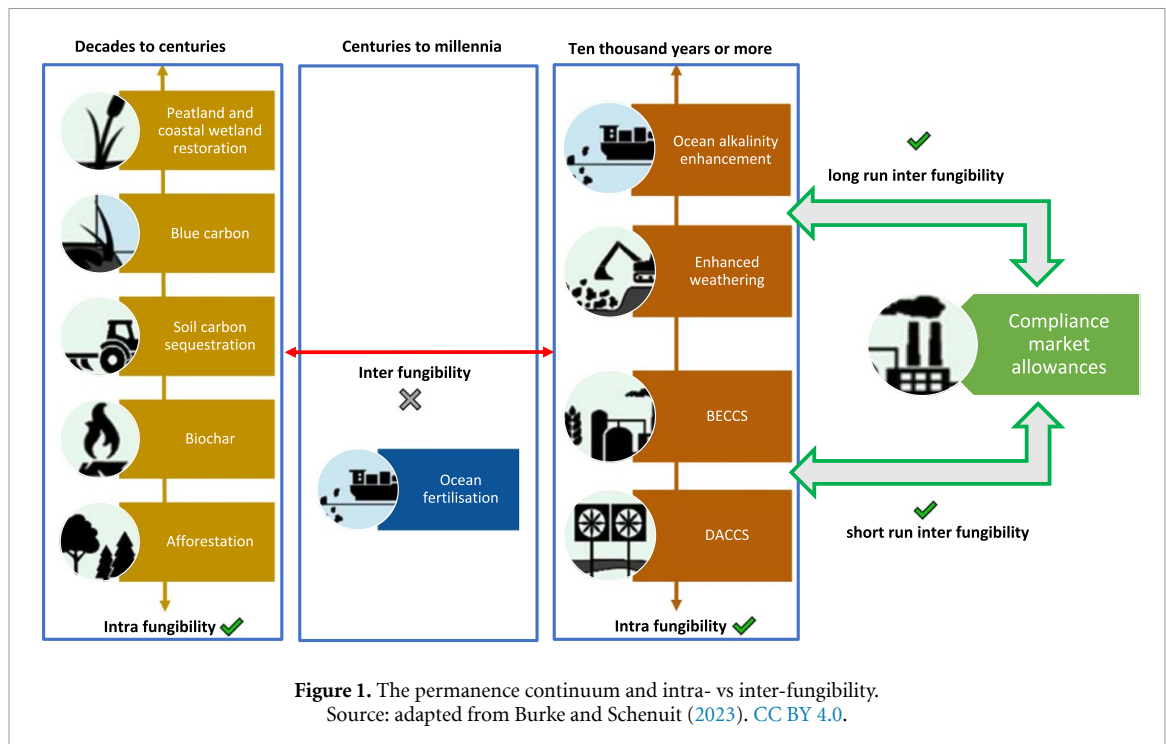 Decades to centuries
Peatland and
coastal wetland
restoration
Blue carbon
Soil carbon
sequestration
Biochar
Afforestation
Intra fungibility
Centuries to millennia
Inter fungibility
Ocean
fertilisation
Ten thousand years or more
Ocean alkalinity
enhancement
Enhanced
weathering
BECCS
DACCS
Intra fungibility
long run inter fungibility
Compliance
market
allowances
short run inter fungibility
Figure 1. The permanence continuum and intra- vs inter-fungibility.
Source: adapted from Burke and Schenuit (2023). CC BY 4.0.